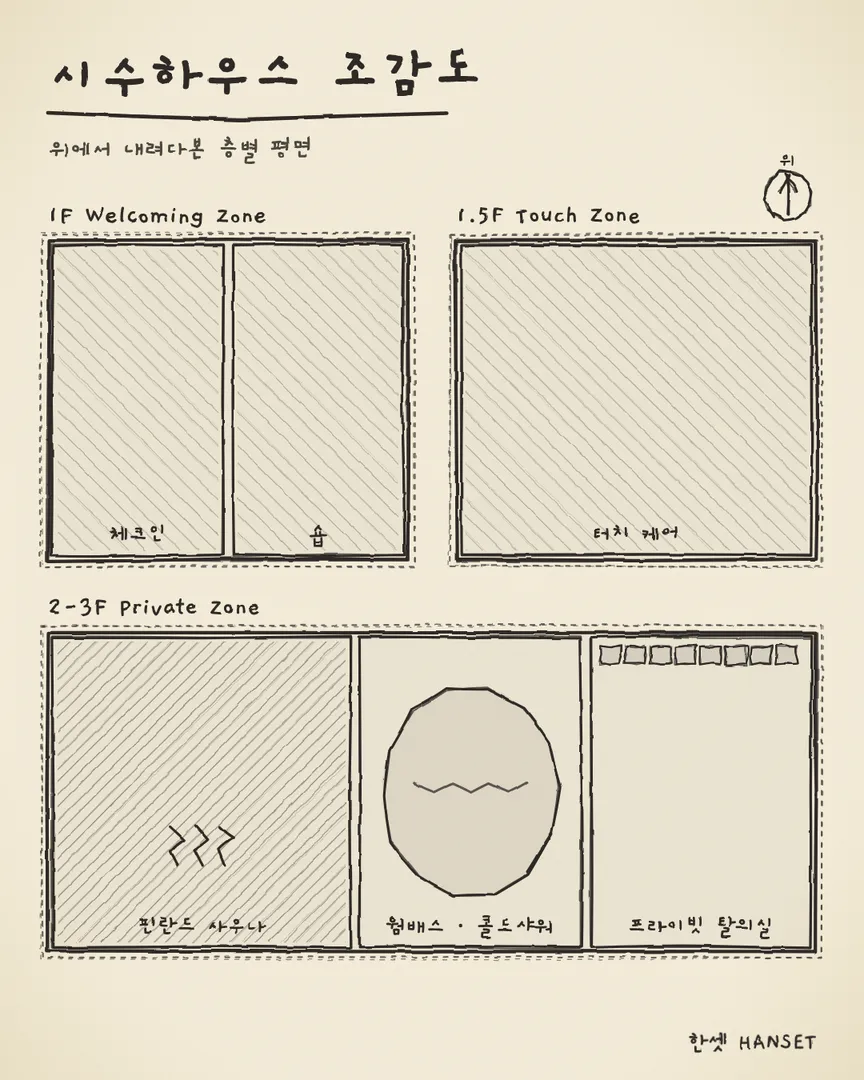 시수하우스 조감도
위에서 내려다본 층별 평면
위
1F Welcoming Zone
1.5F Touch Zone
체크인
숍
터치 케어
2-3F Private Zone
핀란드 사우나
웜배스 · 콜드샤워
프라이빗 탈의실
한셋 HANSET